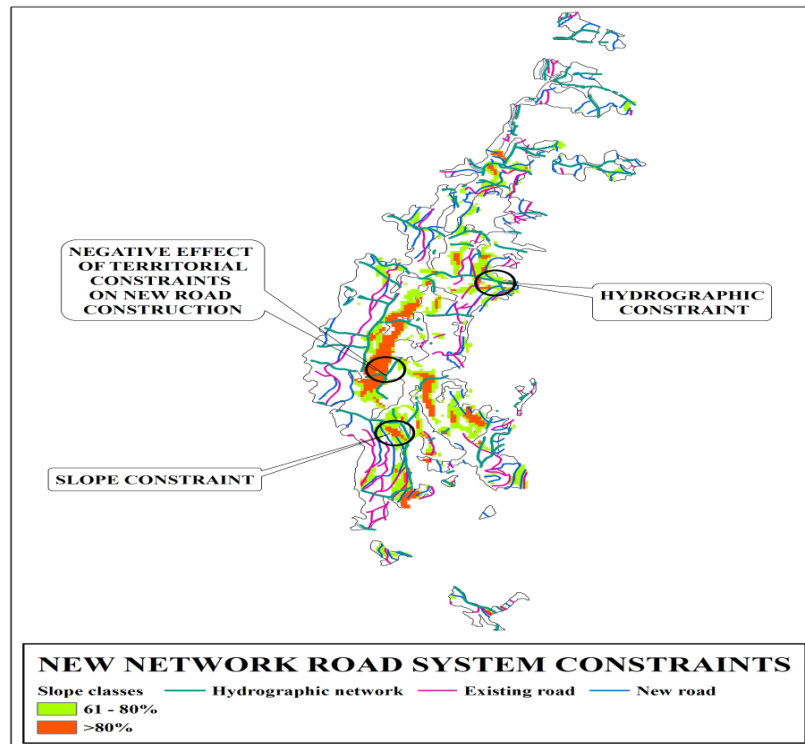 NEGATIVE EFFECT
OF TERRITORIAL
CONSTRAINTS
ON NEW ROAD
CONSTRUCTION
HYDROGRAPHIC
CONSTRAINT
SLOPE CONSTRAINT
NEW NETWORK ROAD SYSTEM CONSTRAINTS
Slope classes Hydrographic network Existing road New road
61 - 80%
>80%